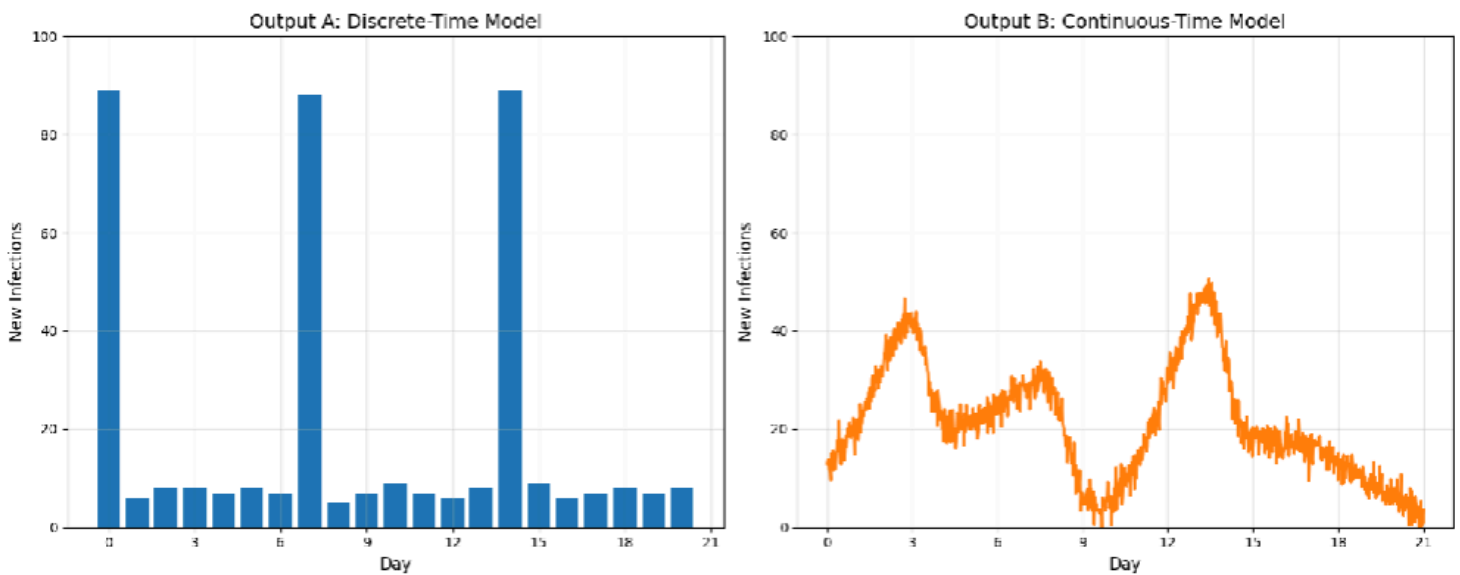 Output A: Discrete-Time Model
100
80
60
40
20
0
New Infections
0 3 6 7 9 12 15 18 21
Day
Output B: Continuous-Time Model
100
80
60
40
20
0
New Infections
0 3 6 9 10 12 15 18 21
Day